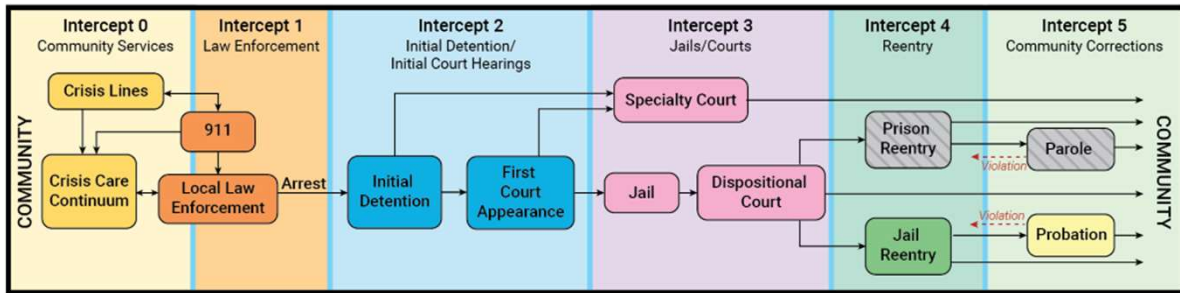 Intercept 0
Community Services
Intercept 1
Law Enforcement
Intercept 2
Initial Detention/
Initial Court Hearings
Intercept 3
Jails/Courts
Intercept 4
Reentry
Intercept 5
Community Corrections
COMMUNITY
Crisis Lines
911
Crisis Care
Continuum
Local Law
Enforcement
Arrest
Initial
Detention
First
Court
Appearance
Specialty Court
Jail
Dispositional
Court
Prison
Reentry
Violation
Parole
Jail
Reentry
Violation
Probation
COMMUNITY